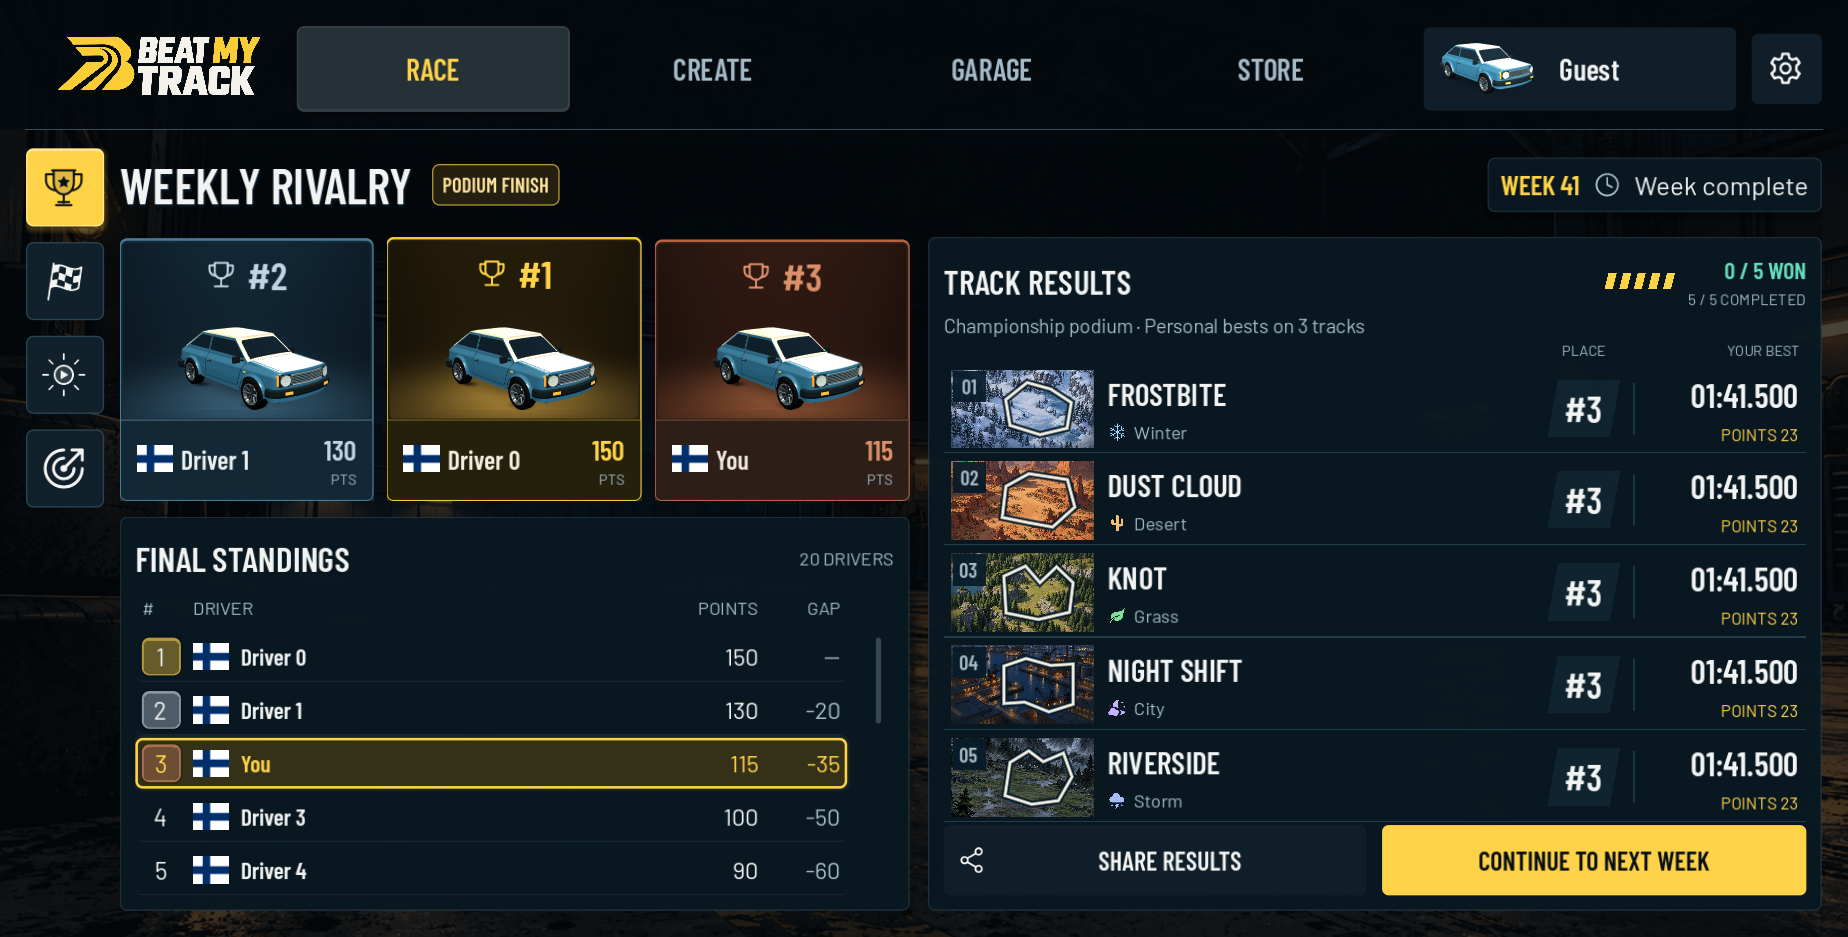 BEAT MY
TRACK
RACE
CREATE
GARAGE
STORE
Guest
WEEKLY RIVALRY
PODIUM FINISH
WEEK 41
Week complete
#2
Driver 1
130
PTS
#1
Driver 0
150
PTS
#3
You
115
PTS
FINAL STANDINGS
20 DRIVERS
# DRIVER POINTS GAP
1 Driver 0 150 –
2 Driver 1 130 -20
3 You 115 -35
4 Driver 3 100 -50
5 Driver 4 90 -60
TRACK RESULTS
0 / 5 WON
5 / 5 COMPLETED
Championship podium · Personal bests on 3 tracks
PLACE YOUR BEST
01 FROSTBITE #3 01:41.500
Winter POINTS 23
02 DUST CLOUD #3 01:41.500
Desert POINTS 23
03 KNOT #3 01:41.500
Grass POINTS 23
04 NIGHT SHIFT #3 01:41.500
City POINTS 23
05 RIVERSIDE #3 01:41.500
Storm POINTS 23
SHARE RESULTS
CONTINUE TO NEXT WEEK